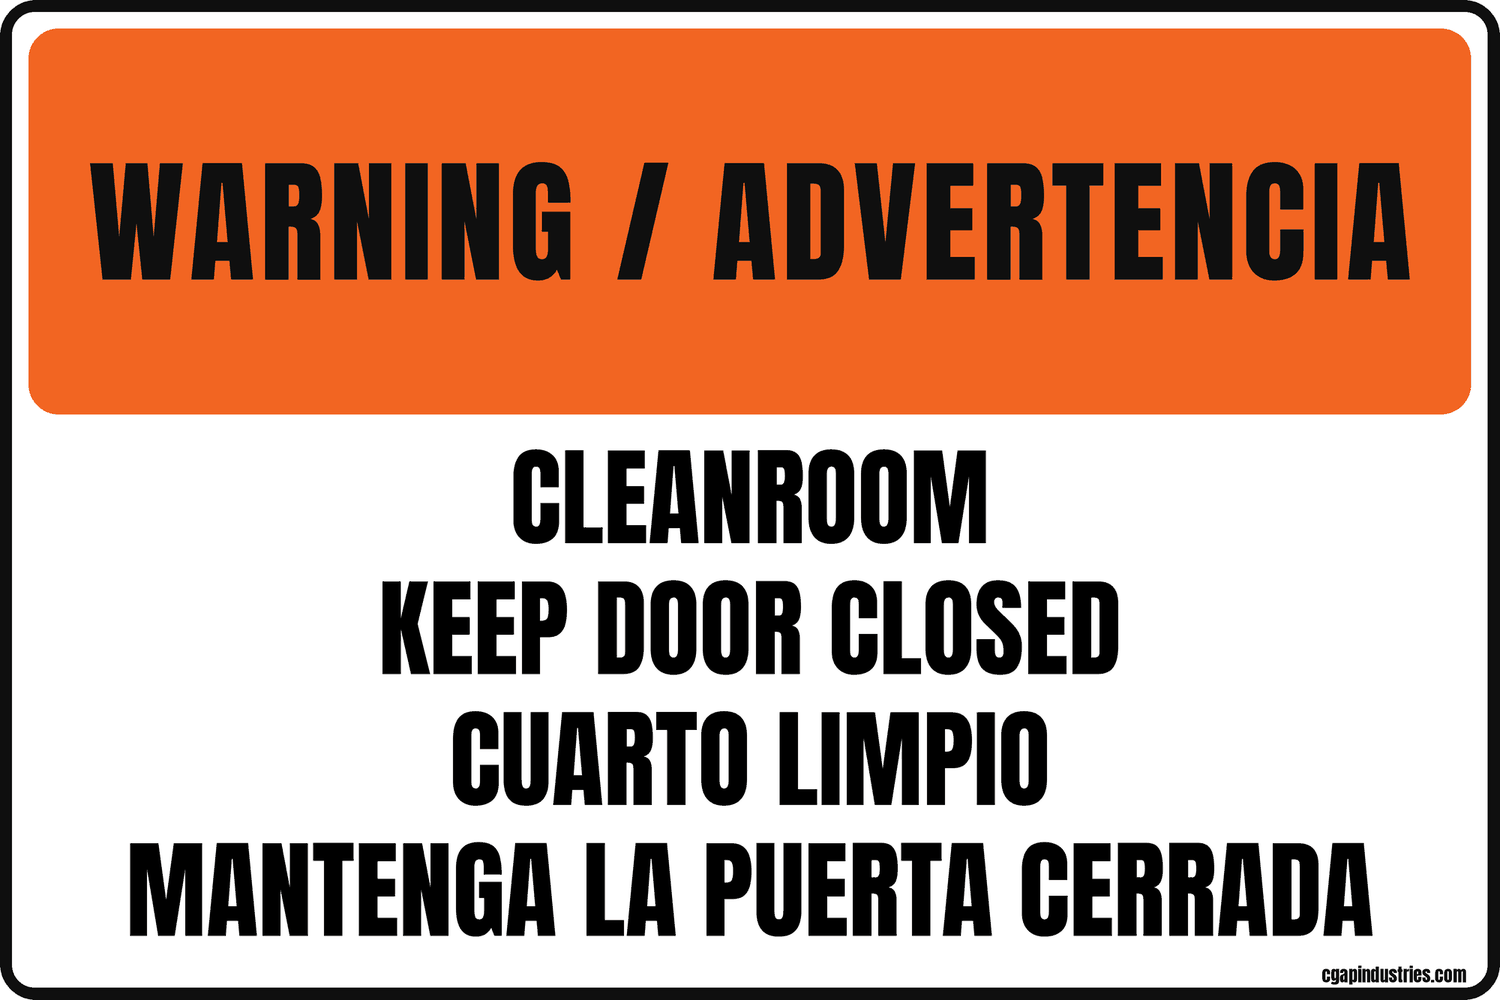 WARNING / ADVERTENCIA
CLEANROOM
KEEP DOOR CLOSED
CUARTO LIMPIO
MANTENGA LA PUERTA CERRADA
cgapindustries.com